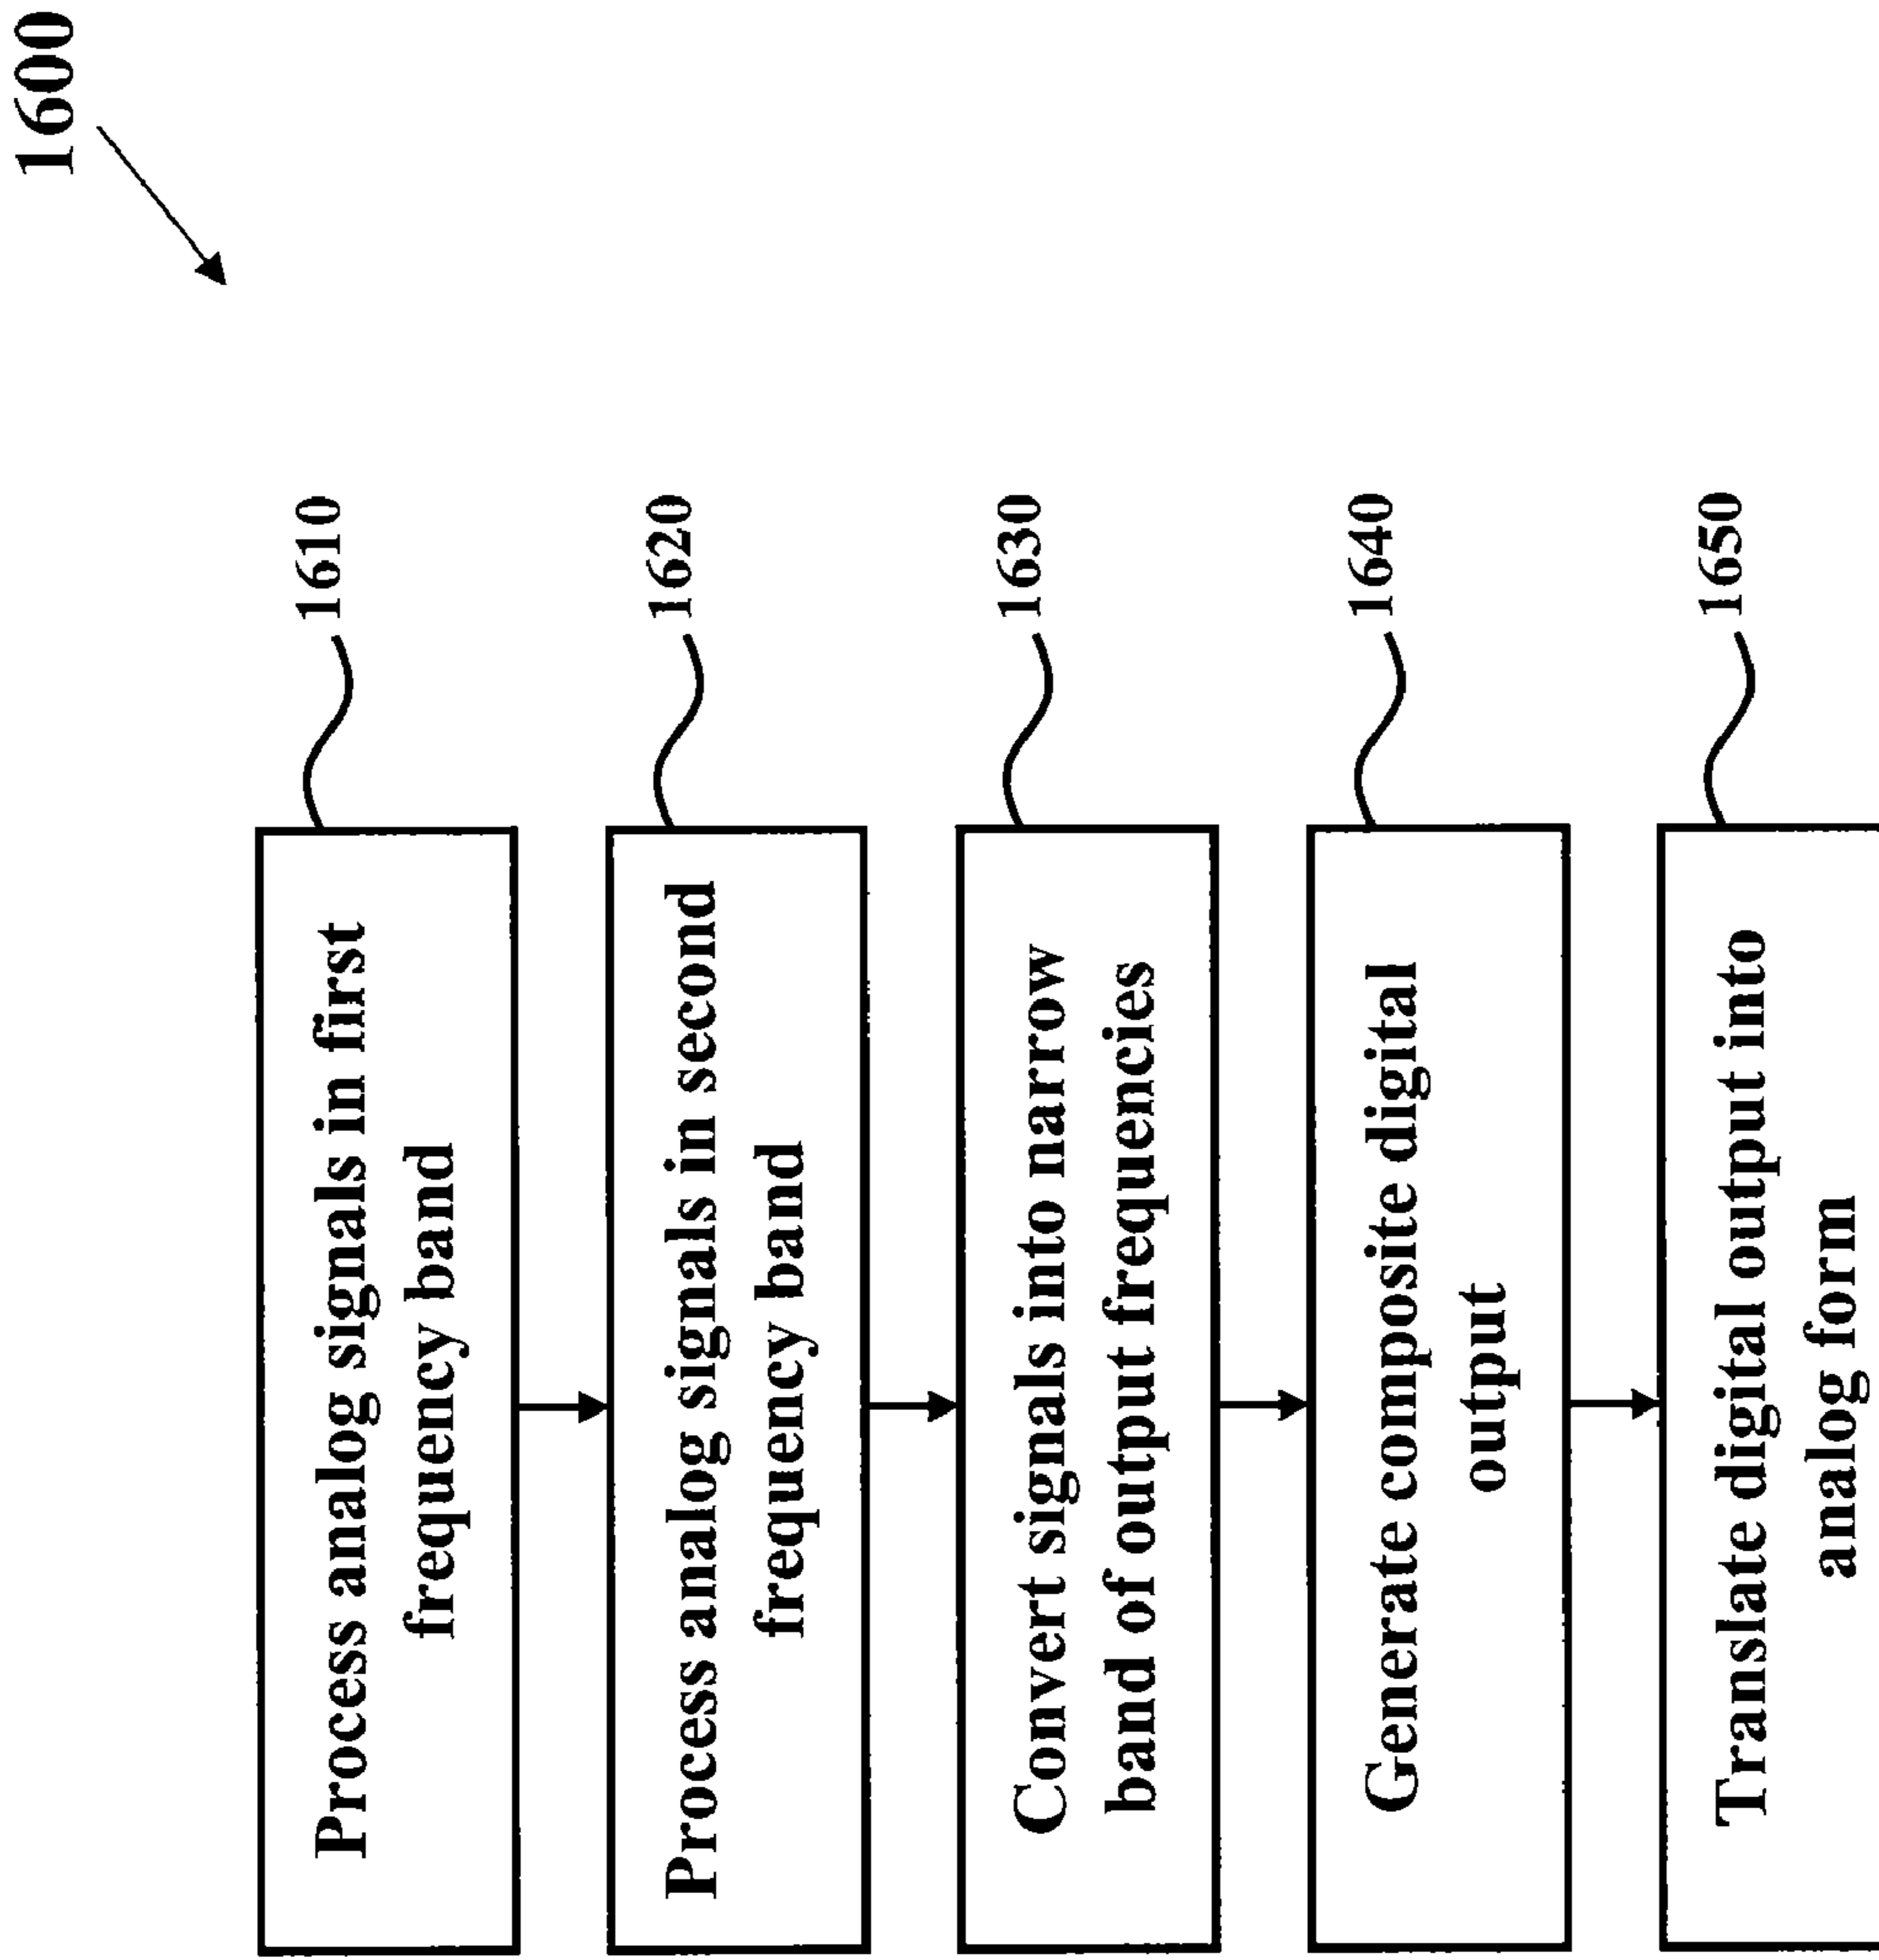 1600
1610
Process analog signals in first
frequency band
1620
Process analog signals in second
frequency band
1630
Convert signals into narrow
band of output frequencies
1640
Generate composite digital
output
1650
Translate digital output into
analog form